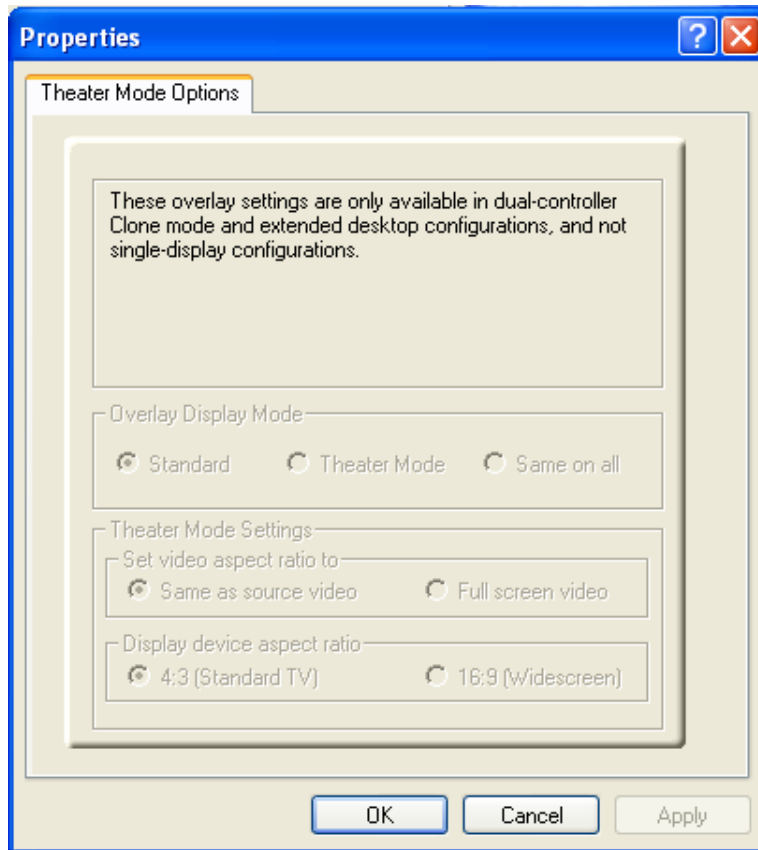 Properties
Theater Mode Options
These overlay settings are only available in dual-controller
Clone mode and extended desktop configurations, and not
single-display configurations.
Overlay Display Mode
Standard Theater Mode Same on all
Theater Mode Settings
Set video aspect ratio to
Same as source video Full screen video
Display device aspect ratio
4:3 (Standard TV) 16:9 (Widescreen)
OK Cancel Apply